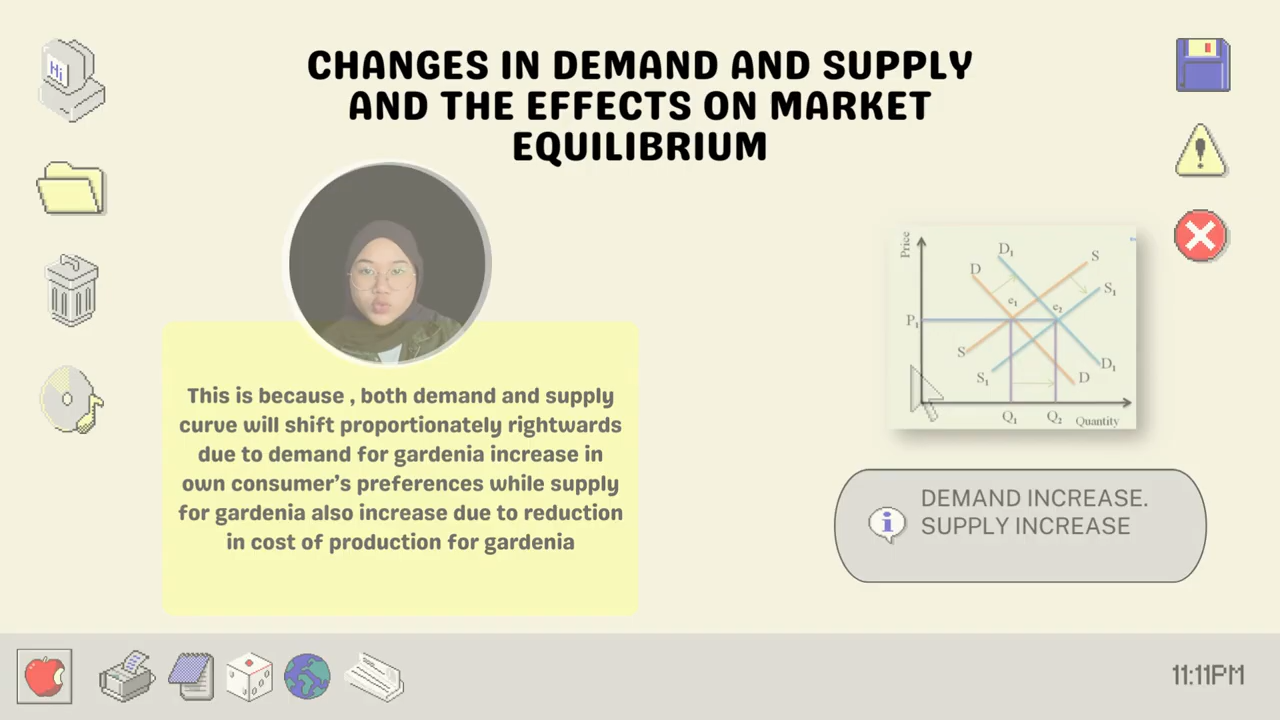 CHANGES IN DEMAND AND SUPPLY
AND THE EFFECTS ON MARKET
EQUILIBRIUM
Hi
This is because , both demand and supply
curve will shift proportionately rightwards
due to demand for gardenia increase in
own consumer's preferences while supply
for gardenia also increase due to reduction
in cost of production for gardenia
Price
D₁
D
S
S₁
e₁
e₂
P₁
S
S₁
D₁
D
Q₁
Q₂
Quantity
DEMAND INCREASE.
SUPPLY INCREASE
11:11PM